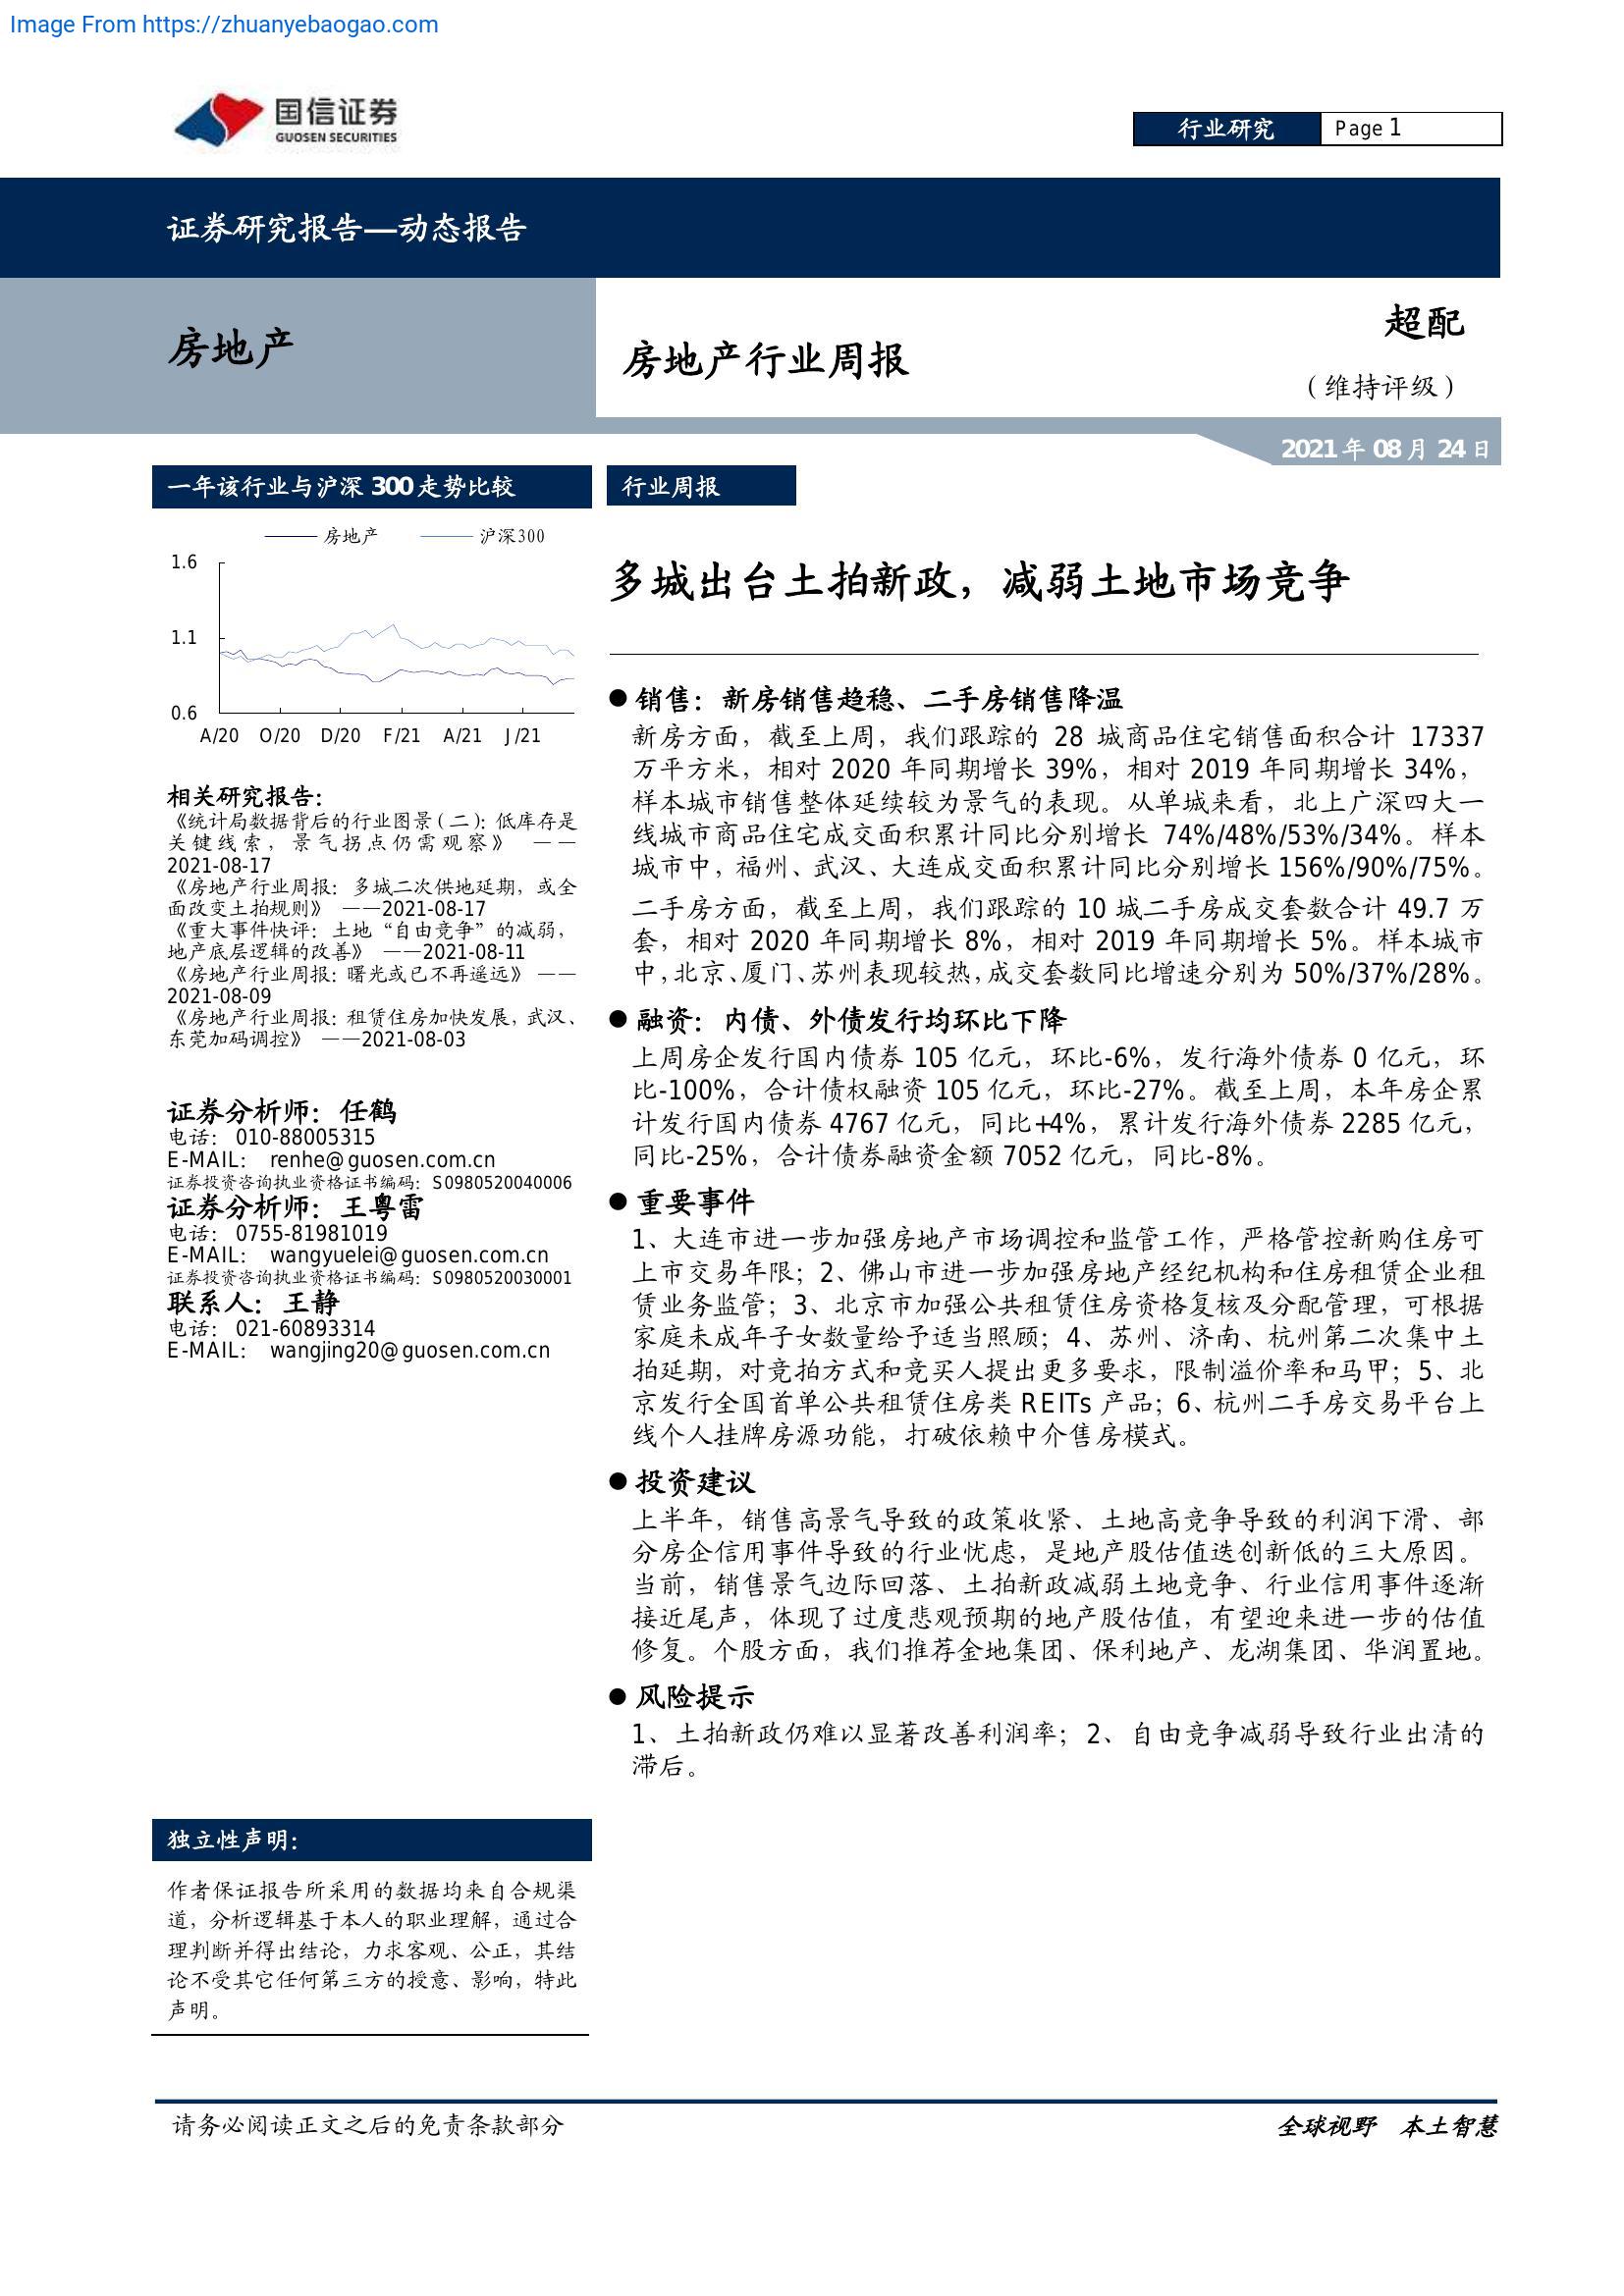 Image From https://zhuanyebaogao.com
国信证券
GUOSEN SECURITIES
行业研究
Page 1
证券研究报告—动态报告
房地产
房地产行业周报
超配
（维持评级）
2021 年 08 月 24 日
一年该行业与沪深 300 走势比较
房地产 沪深300
1.6
1.1
0.6
A/20 O/20 D/20 F/21 A/21 J/21
相关研究报告：
《统计局数据背后的行业图景（二）：低库存是
关键线索，景气拐点仍需观察》 ——
2021-08-17
《房地产行业周报：多城二次供地延期，或全
面改变土拍规则》 ——2021-08-17
《重大事件快评：土地“自由竞争”的减弱，
地产底层逻辑的改善》 ——2021-08-11
《房地产行业周报：曙光或已不再遥远》 ——
2021-08-09
《房地产行业周报：租赁住房加快发展，武汉、
东莞加码调控》 ——2021-08-03
证券分析师：任鹤
电话： 010-88005315
E-MAIL： renhe@guosen.com.cn
证券投资咨询执业资格证书编码：S0980520040006
证券分析师：王粤雷
电话： 0755-81981019
E-MAIL： wangyuelei@guosen.com.cn
证券投资咨询执业资格证书编码：S0980520030001
联系人：王静
电话： 021-60893314
E-MAIL： wangjing20@guosen.com.cn
独立性声明：
作者保证报告所采用的数据均来自合规渠
道，分析逻辑基于本人的职业理解，通过合
理判断并得出结论，力求客观、公正，其结
论不受其它任何第三方的授意、影响，特此
声明。
行业周报
多城出台土拍新政，减弱土地市场竞争
● 销售：新房销售趋稳、二手房销售降温
新房方面，截至上周，我们跟踪的 28 城商品住宅销售面积合计 17337
万平方米，相对 2020 年同期增长 39%，相对 2019 年同期增长 34%，
样本城市销售整体延续较为景气的表现。从单城来看，北上广深四大一
线城市商品住宅成交面积累计同比分别增长 74%/48%/53%/34%。样本
城市中，福州、武汉、大连成交面积累计同比分别增长 156%/90%/75%。
二手房方面，截至上周，我们跟踪的 10 城二手房成交套数合计 49.7 万
套，相对 2020 年同期增长 8%，相对 2019 年同期增长 5%。样本城市
中，北京、厦门、苏州表现较热，成交套数同比增速分别为 50%/37%/28%。
● 融资：内债、外债发行均环比下降
上周房企发行国内债券 105 亿元，环比-6%，发行海外债券 0 亿元，环
比-100%，合计债权融资 105 亿元，环比-27%。截至上周，本年房企累
计发行国内债券 4767 亿元，同比+4%，累计发行海外债券 2285 亿元，
同比-25%，合计债券融资金额 7052 亿元，同比-8%。
● 重要事件
1、大连市进一步加强房地产市场调控和监管工作，严格管控新购住房可
上市交易年限；2、佛山市进一步加强房地产经纪机构和住房租赁企业租
赁业务监管；3、北京市加强公共租赁住房资格复核及分配管理，可根据
家庭未成年子女数量给予适当照顾；4、苏州、济南、杭州第二次集中土
拍延期，对竞拍方式和竞买人提出更多要求，限制溢价率和马甲；5、北
京发行全国首单公共租赁住房类 REITs 产品；6、杭州二手房交易平台上
线个人挂牌房源功能，打破依赖中介售房模式。
● 投资建议
上半年，销售高景气导致的政策收紧、土地高竞争导致的利润下滑、部
分房企信用事件导致的行业忧虑，是地产股估值迭创新低的三大原因。
当前，销售景气边际回落、土拍新政减弱土地竞争、行业信用事件逐渐
接近尾声，体现了过度悲观预期的地产股估值，有望迎来进一步的估值
修复。个股方面，我们推荐金地集团、保利地产、龙湖集团、华润置地。
● 风险提示
1、土拍新政仍难以显著改善利润率；2、自由竞争减弱导致行业出清的
滞后。
请务必阅读正文之后的免责条款部分
全球视野 本土智慧